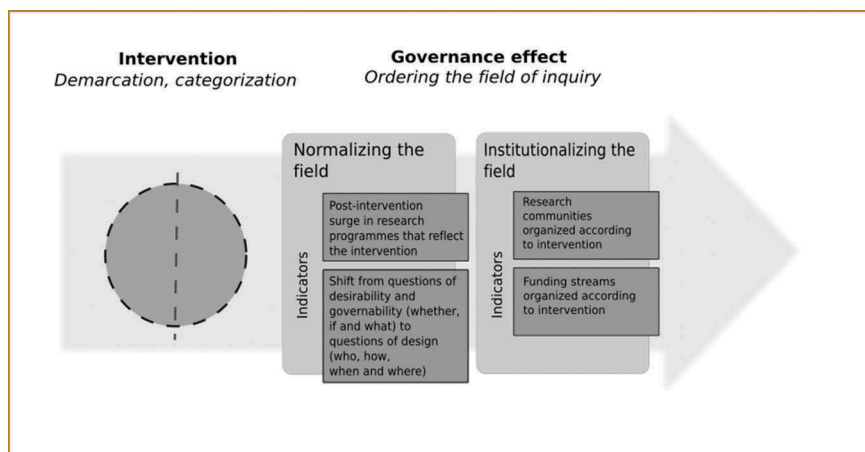 Intervention
Demarcation, categorization
Governance effect
Ordering the field of inquiry
Normalizing the
field
Indicators
Post-intervention
surge in research
programmes that reflect
the intervention
Shift from questions of
desirability and
governability (whether,
if and what) to
questions of design
(who, how,
when and where)
Institutionalizing the
field
Indicators
Research
communities
organized according
to intervention
Funding streams
organized according
to intervention